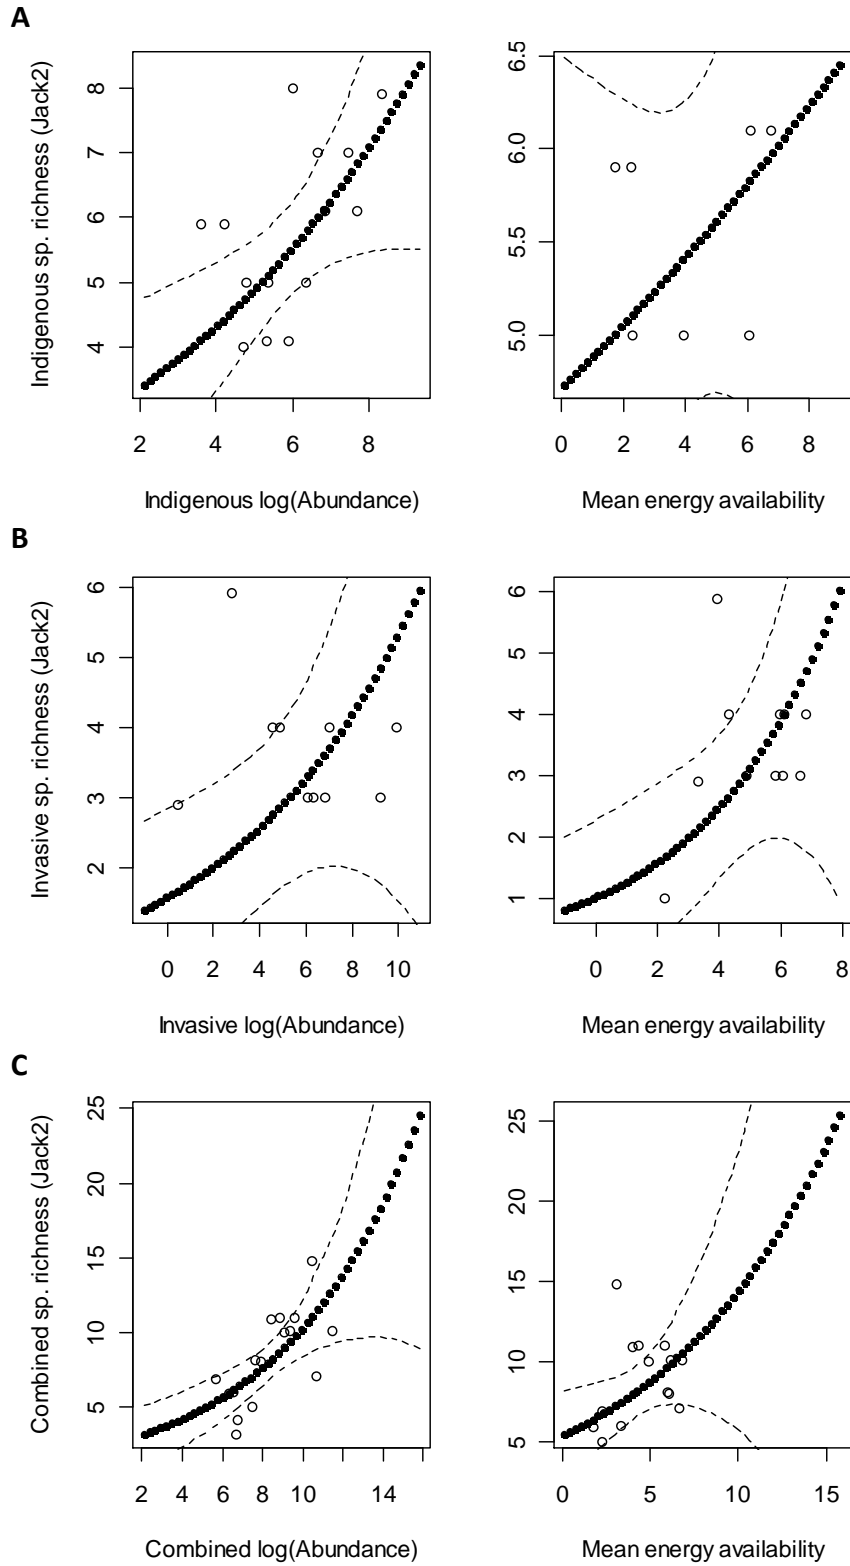 A
Indigenous sp. richness (Jack2)
8
7
6
5
4
2 4 6 8
Indigenous log(Abundance)
6.5
6.0
5.5
5.0
0 2 4 6 8
Mean energy availability
B
Invasive sp. richness (Jack2)
6
5
4
3
2
0 2 4 6 8 10
Invasive log(Abundance)
6
5
4
3
2
1
0 2 4 6 8
Mean energy availability
C
Combined sp. richness (Jack2)
25
20
15
10
5
2 4 6 8 10 14
Combined log(Abundance)
25
20
15
10
5
0 5 10 15
Mean energy availability